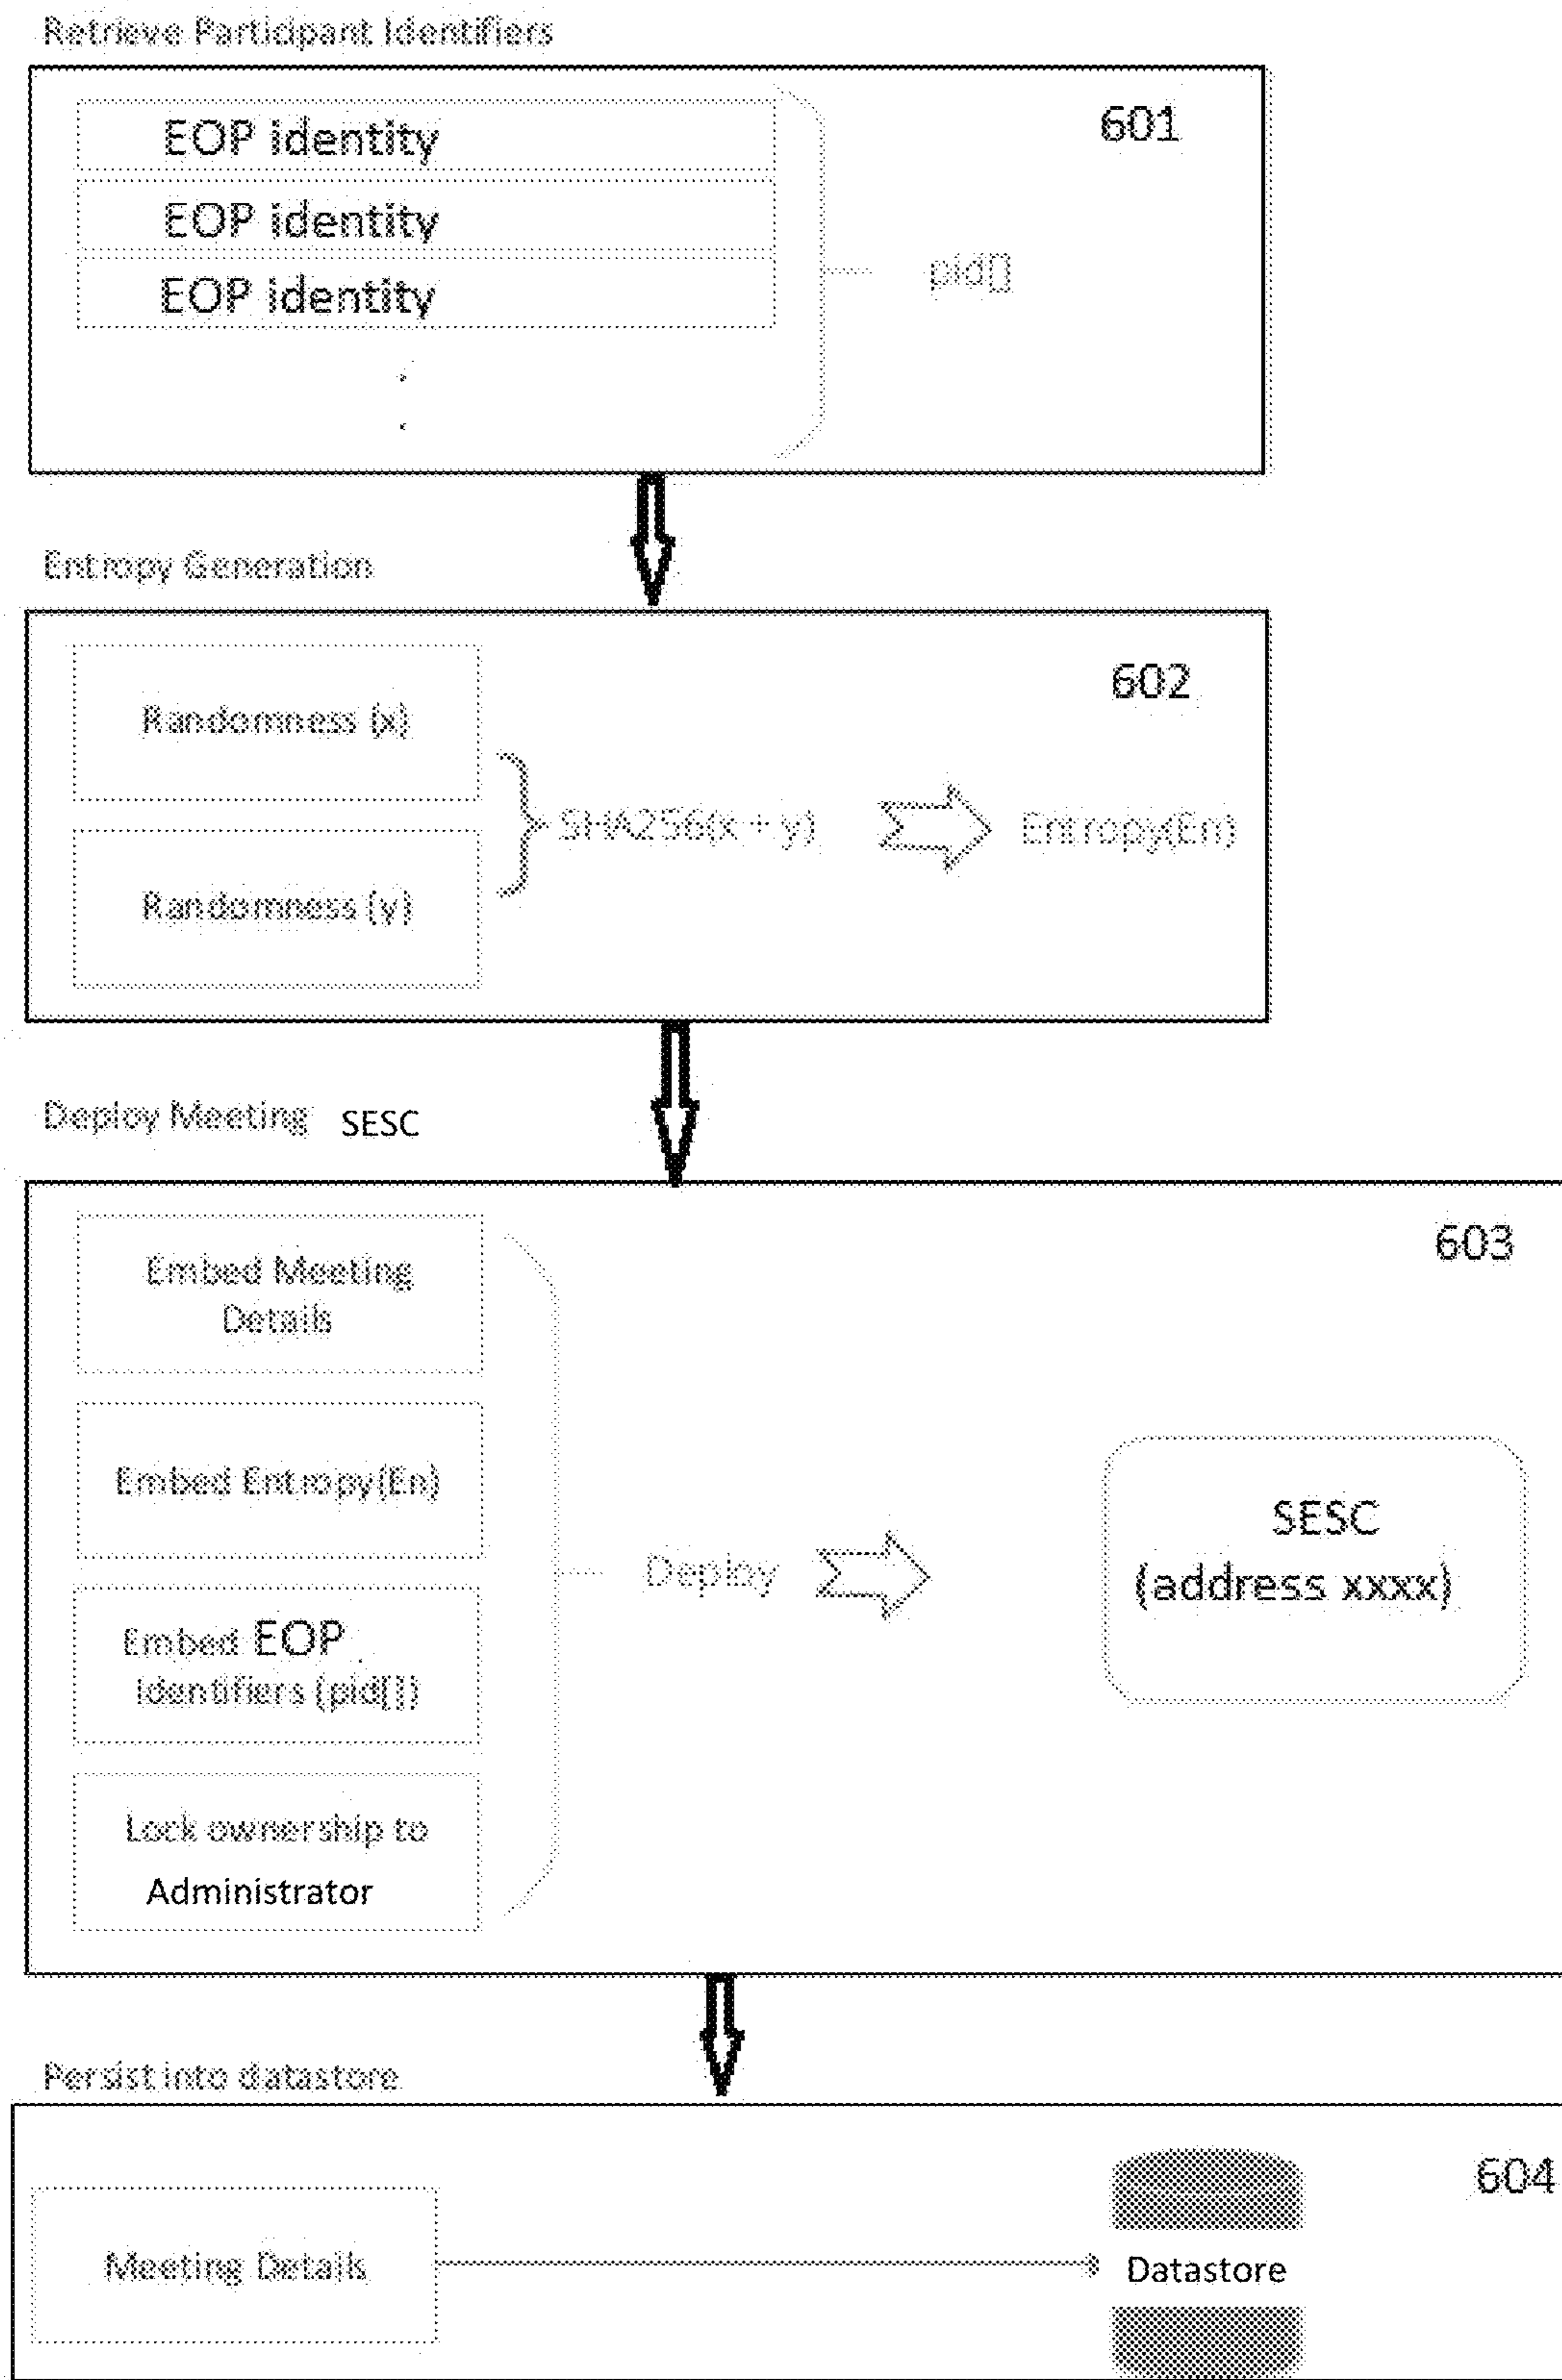 Retrieve Participant Identifiers
601
EOP identity
EOP identity
EOP identity
pid[]
Entropy Generation
602
Randomness (x)
Randomness (y)
SHA256(x + y)
Entropy(En)
Deploy Meeting SESC
603
Embed Meeting
Details
Embed Entropy(En)
Embed EOP
Identifiers (pid[])
Lock ownership to
Administrator
Deploy
SESC
(address xxxx)
Persist into datastore
604
Meeting Details
Datastore